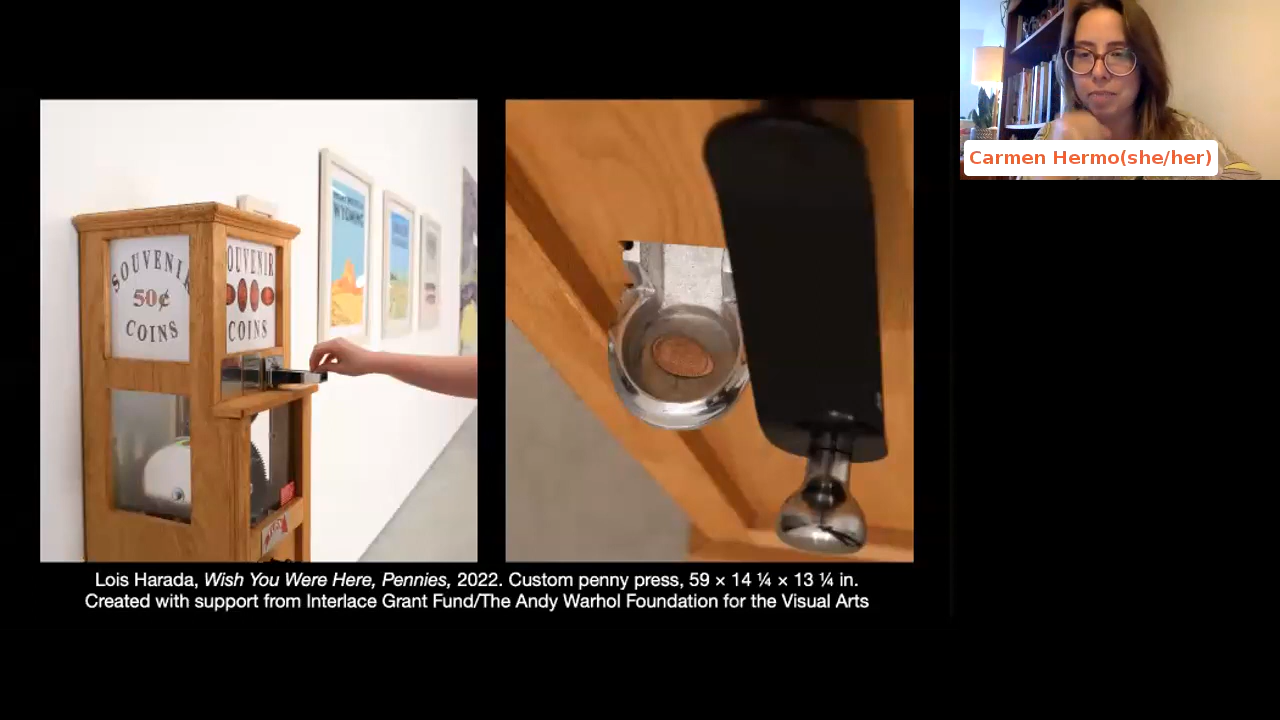 SOUVENIR
50¢
COINS
SOUVENIR
COINS
WYOMING
Lois Harada, Wish You Were Here, Pennies, 2022. Custom penny press, 59 × 14 ¼ × 13 ¼ in.
Created with support from Interlace Grant Fund/The Andy Warhol Foundation for the Visual Arts
Carmen Hermo(she/her)